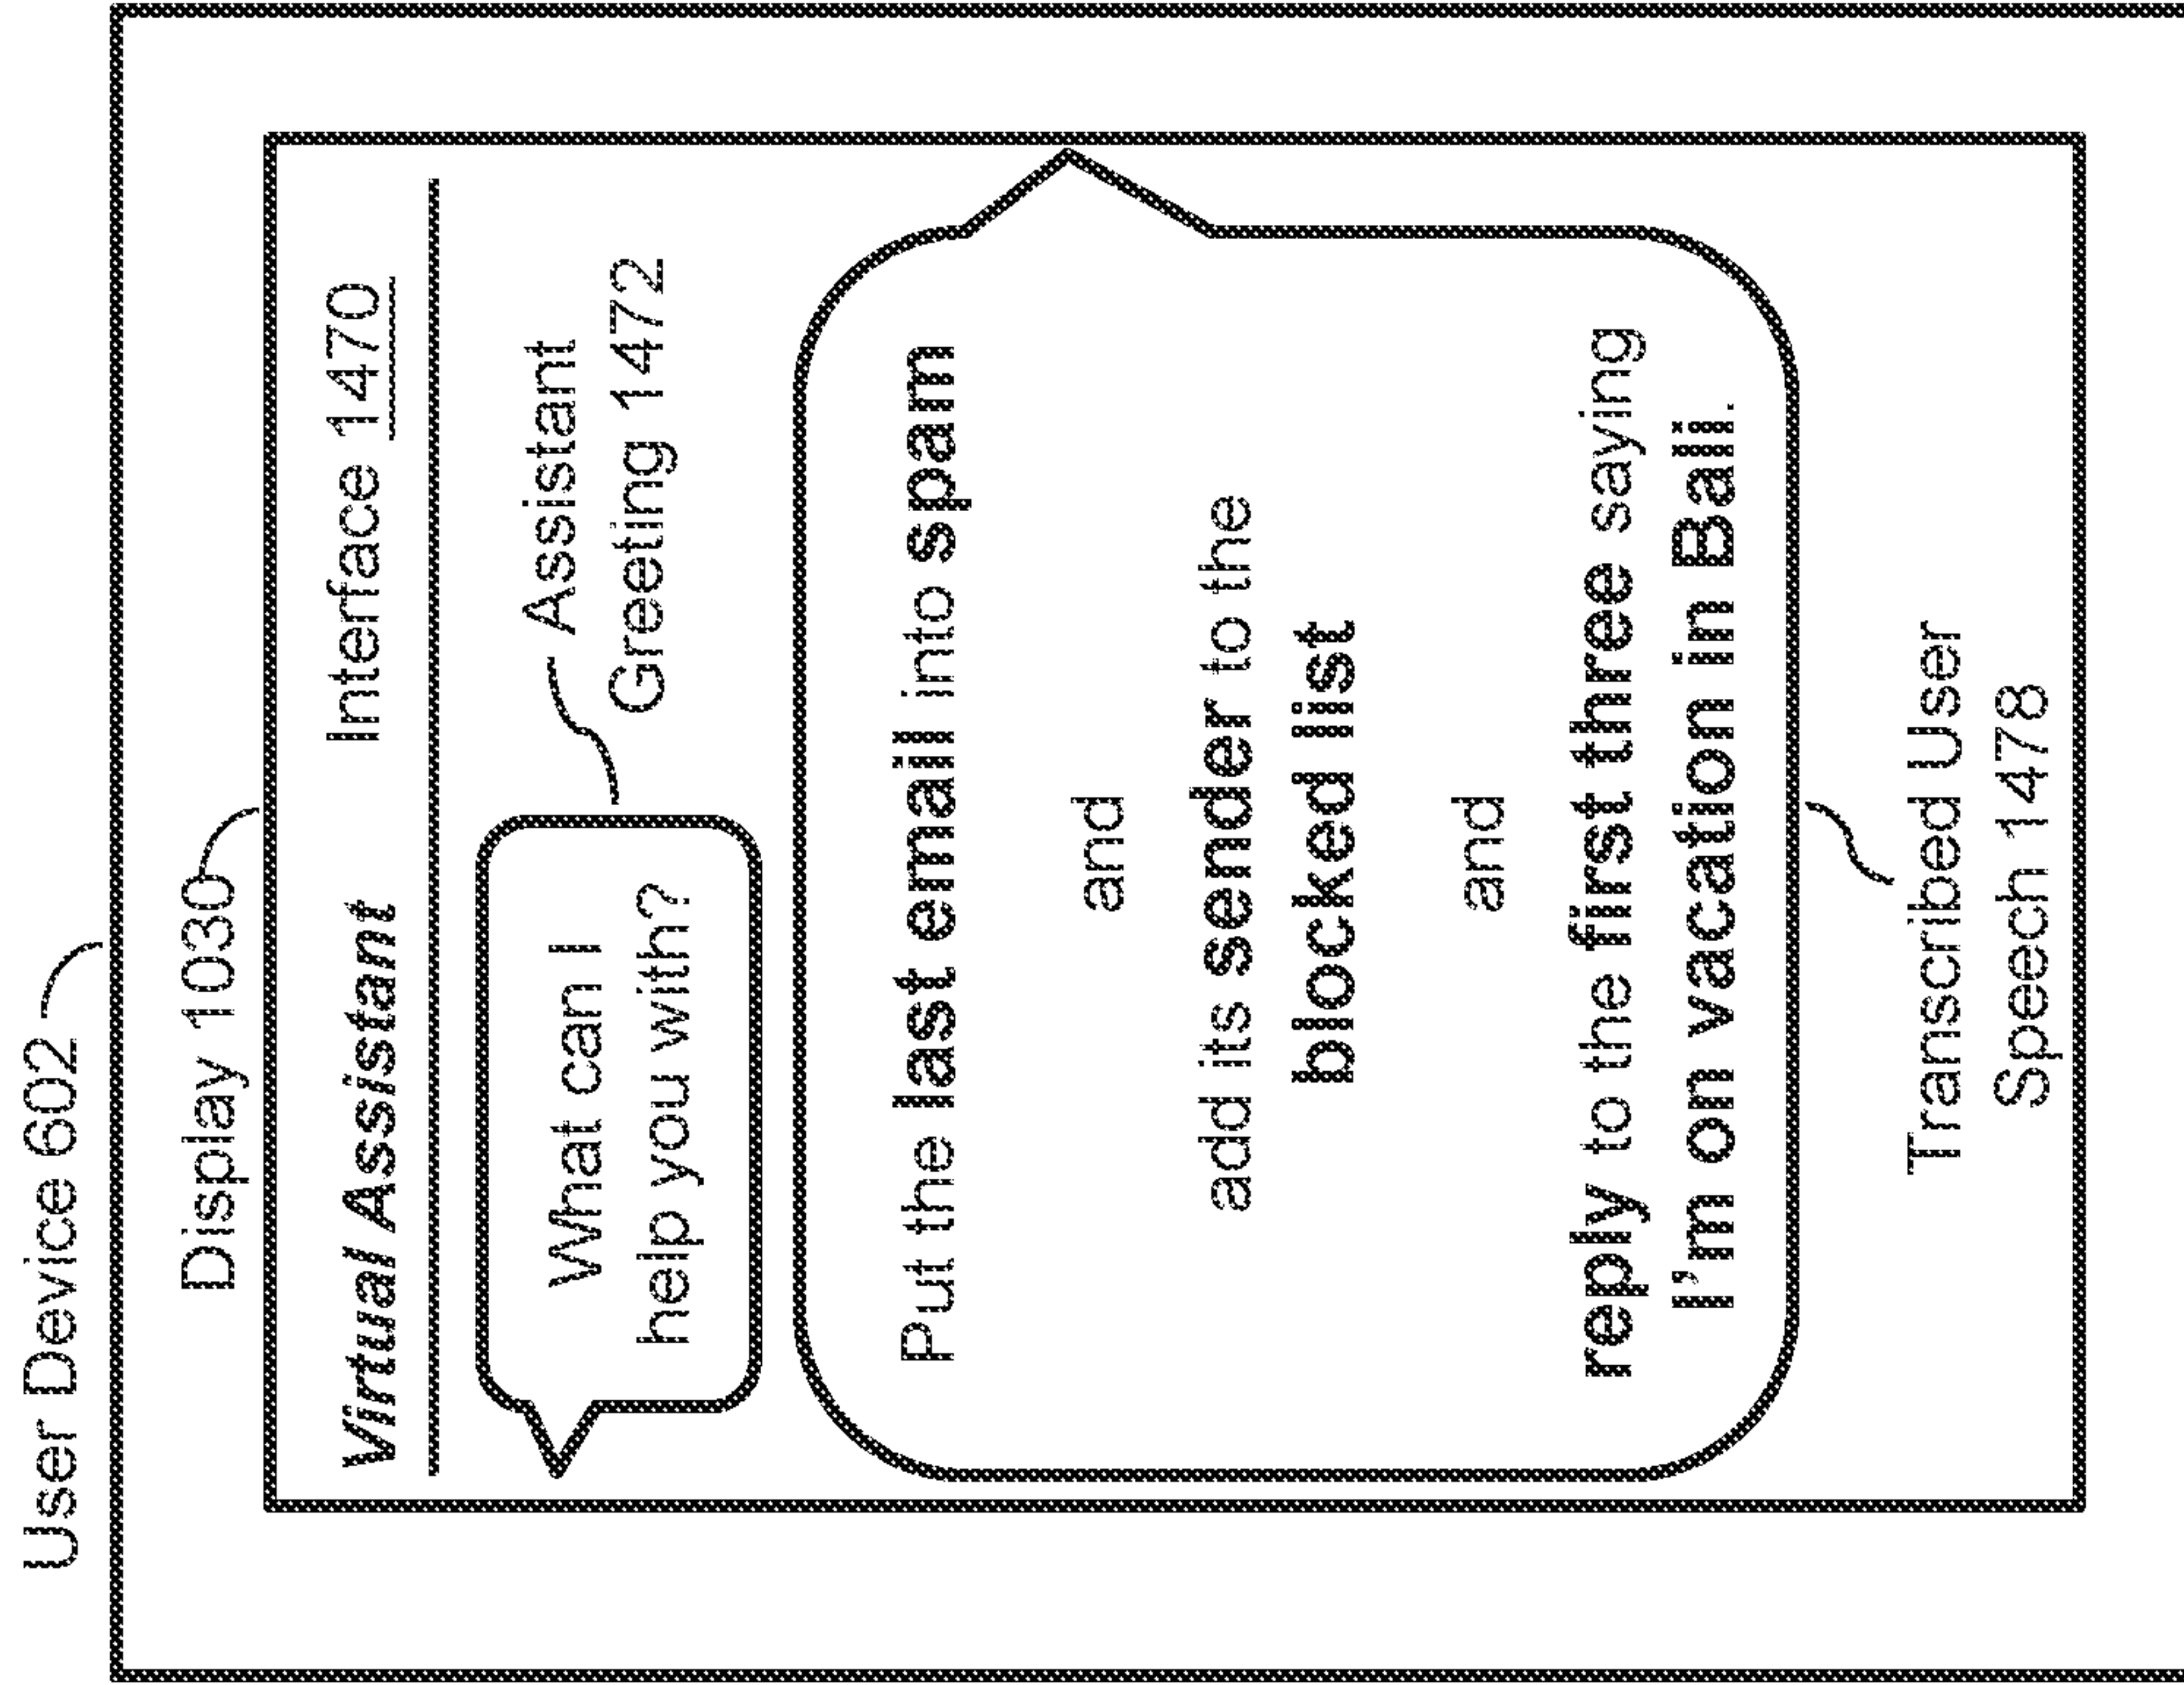 User Device 602
Display 1030
Virtual Assistant Interface 1470
What can I
help you with?
Assistant
Greeting 1472
Put the last email into spam
and
add its sender to the
blocked list
and
reply to the first three saying
I'm on vacation in Bali.
Transcribed User
Speech 1478